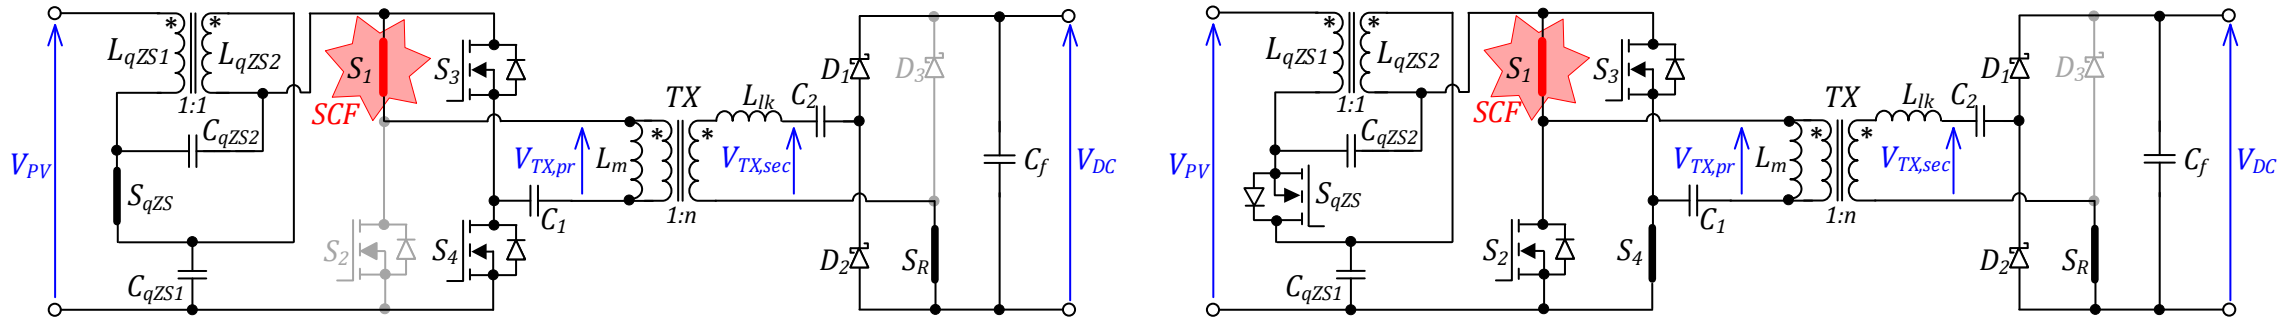 * *
L_qZS1 L_qZS2
1:1
C_qZS2
S_qZS
C_qZS1
V_PV
S_1
SCF
S_3
S_2
S_4
C_1
V_TX,pr
L_m
TX
* *
1:n
L_lk
C_2
V_TX,sec
D_1
D_3
D_2
S_R
C_f
V_DC
* *
L_qZS1 L_qZS2
1:1
C_qZS2
S_qZS
C_qZS1
V_PV
S_1
SCF
S_3
S_2
S_4
C_1
V_TX,pr
L_m
TX
* *
1:n
L_lk
C_2
V_TX,sec
D_1
D_3
D_2
S_R
C_f
V_DC